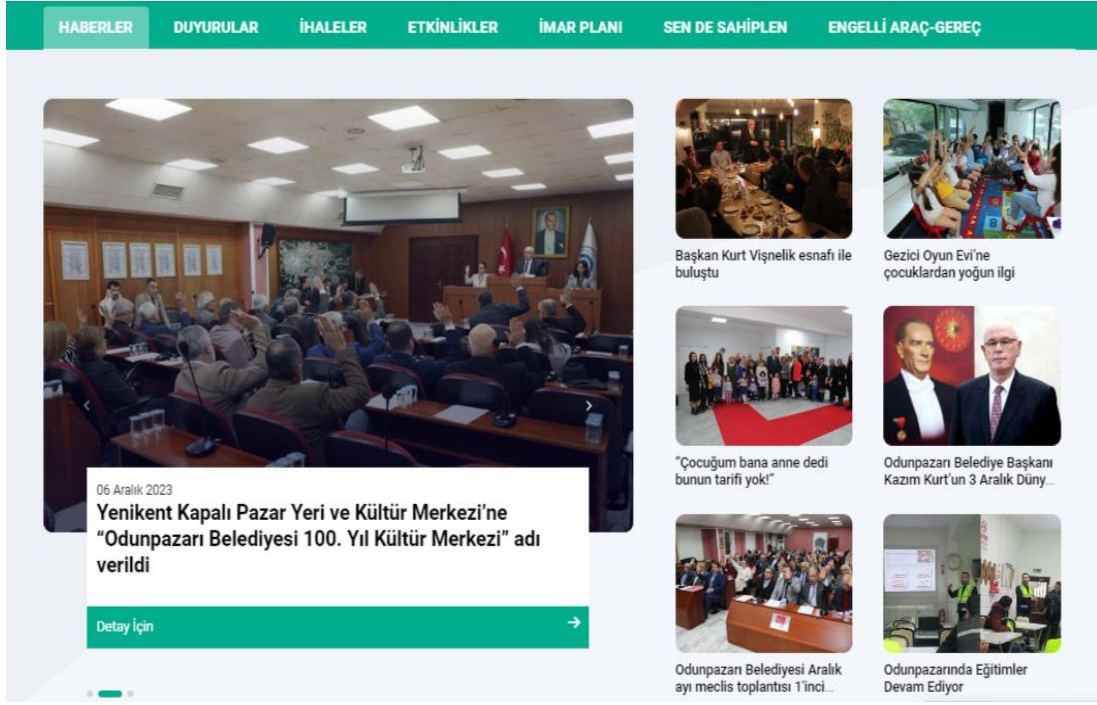 HABERLER
DUYURULAR
İHALELER
ETKİNLİKLER
İMAR PLANI
SEN DE SAHİPLEN
ENGELLİ ARAÇ-GEREÇ
06 Aralık 2023
Yenikent Kapalı Pazar Yeri ve Kültür Merkezi’ne
“Odunpazarı Belediyesi 100. Yıl Kültür Merkezi” adı
verildi
Detay İçin
Başkan Kurt Vişnelik esnafı ile
buluştu
Gezici Oyun Evi’ne
çocuklardan yoğun ilgi
“Çocuğum bana anne dedi
bunun tarifi yok!”
Odunpazarı Belediye Başkanı
Kazım Kurt’un 3 Aralık Düny...
Odunpazarı Belediyesi Aralık
ayı meclis toplantısı 1’inci...
Odunpazarında Eğitimler
Devam Ediyor